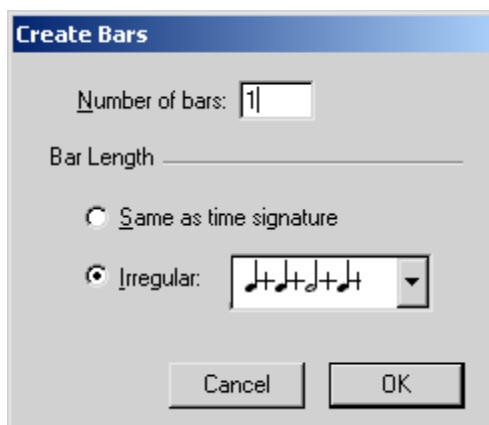 Create Bars
Number of bars: 1
Bar Length
Same as time signature
Irregular: ♩+♩+𝅗𝅥+♩+
Cancel OK